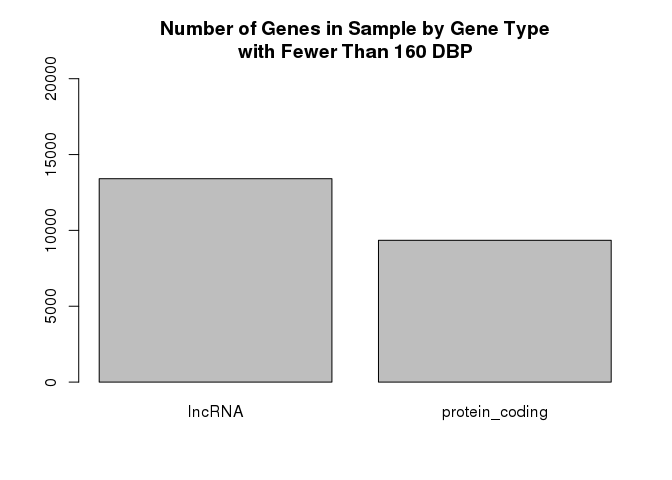 Number of Genes in Sample by Gene Type
with Fewer Than 160 DBP
20000
15000
10000
5000
0
lncRNA
protein_coding